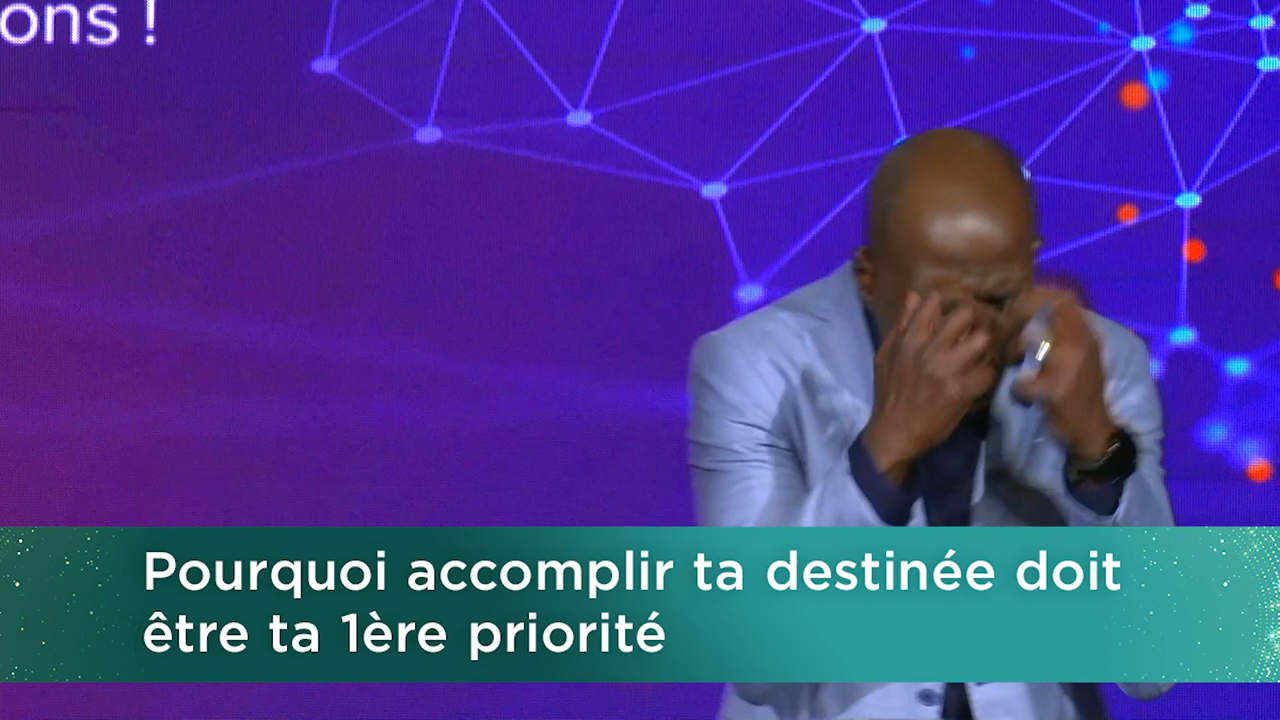 ons !
Pourquoi accomplir ta destinée doit
être ta 1ère priorité